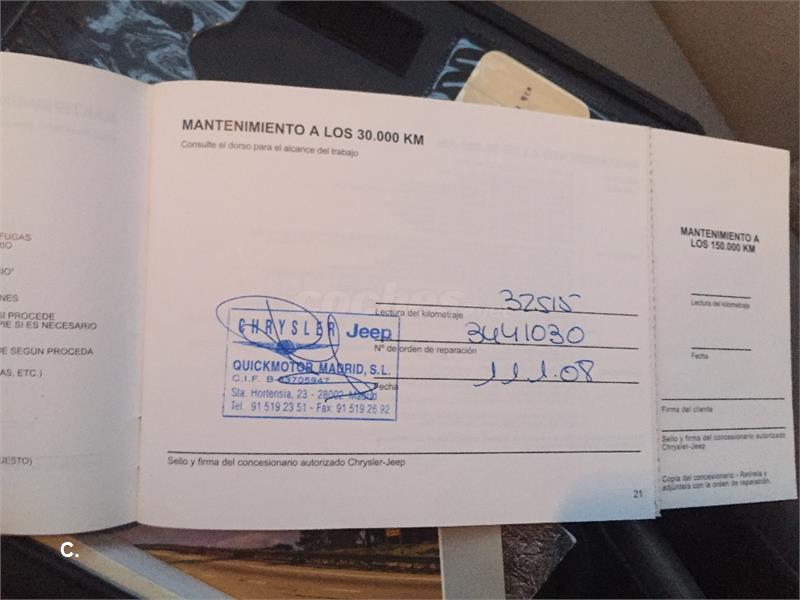 MANTENIMIENTO A LOS 30.000 KM
Consulte el dorso para el alcance del trabajo
FUGAS
RIO
IO"
NES
SI PROCEDE
PIE SI ES NECESARIO
E SEGÚN PROCEDA
AS, ETC.)
UESTO)
coches
32515
Lectura del kilometraje
3441030
Nº de orden de reparación
11.1.08
Fecha
CHRYSLER Jeep
QUICKMOTOR MADRID, S.L.
C.I.F. B-83705947
Sta. Hortensia, 23 - 28002 Madrid
Tel. 91 519 23 51 - Fax: 91 519 26 92
Sello y firma del concesionario autorizado Chrysler-Jeep
21
MANTENIMIENTO A
LOS 150.000 KM
Lectura del kilometraje
Fecha
Firma del cliente
Sello y firma del concesionario autorizado
Chrysler-Jeep
Copia del concesionario - Retírela y
adjúntela con la orden de reparación.
C.